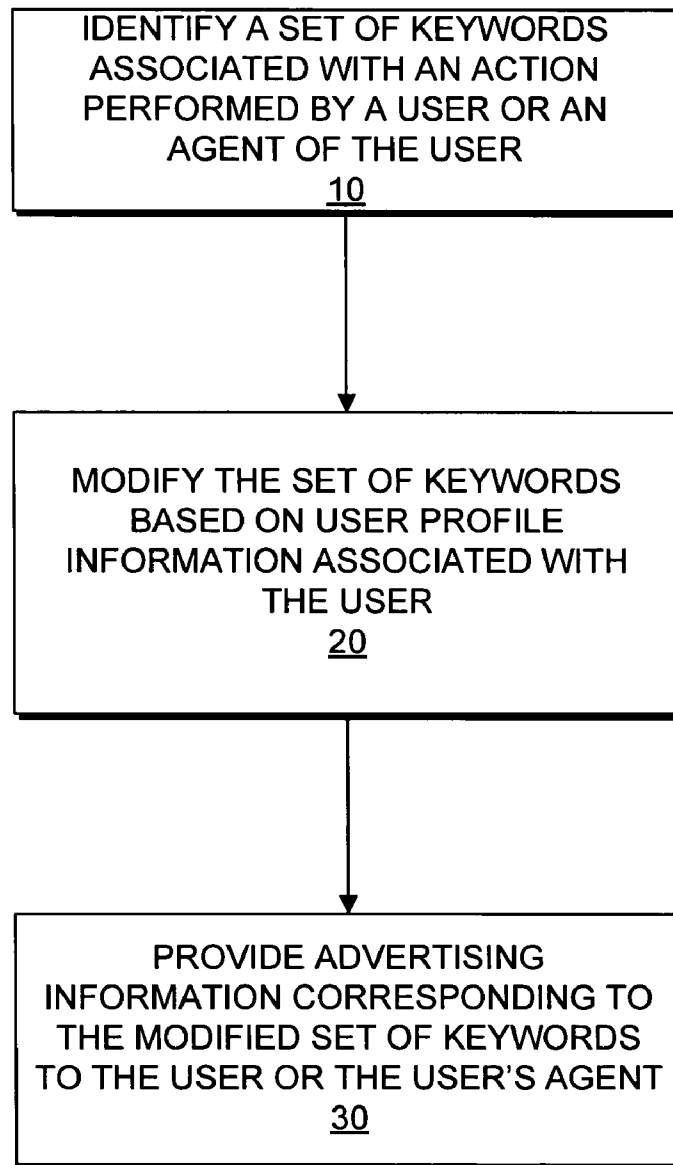 IDENTIFY A SET OF KEYWORDS
ASSOCIATED WITH AN ACTION
PERFORMED BY A USER OR AN
AGENT OF THE USER
10
MODIFY THE SET OF KEYWORDS
BASED ON USER PROFILE
INFORMATION ASSOCIATED WITH
THE USER
20
PROVIDE ADVERTISING
INFORMATION CORRESPONDING TO
THE MODIFIED SET OF KEYWORDS
TO THE USER OR THE USER'S AGENT
30